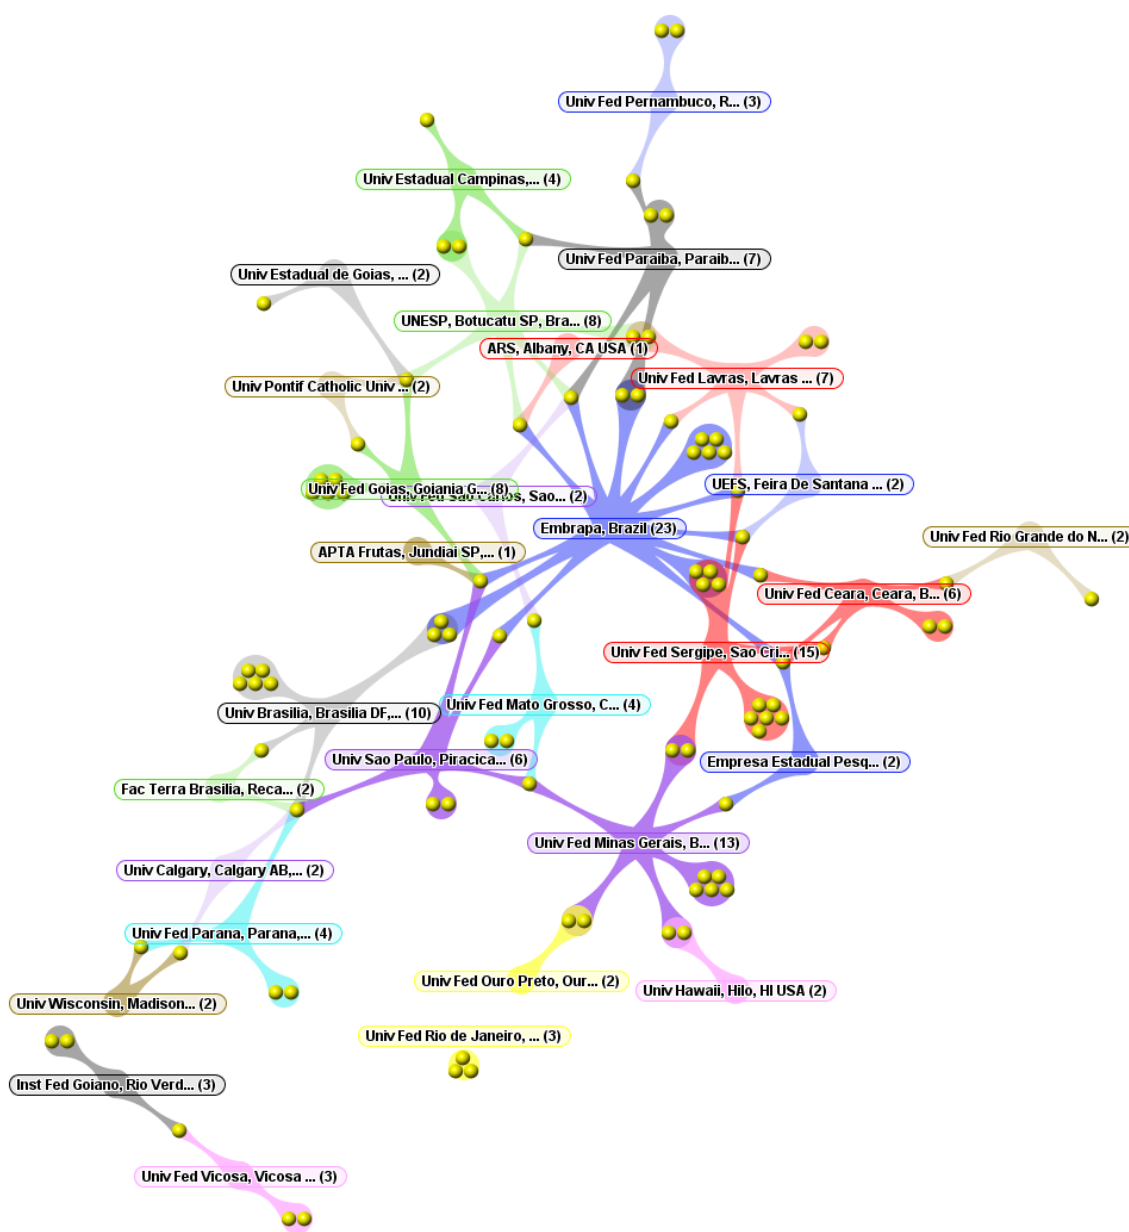 Univ Fed Pernambuco, R... (3)
Univ Estadual Campinas,... (4)
Univ Fed Paraiba, Paraib... (7)
Univ Estadual de Goias, ... (2)
UNESP, Botucatu SP, Bra... (8)
ARS, Albany, CA USA (1)
Univ Fed Lavras, Lavras ... (7)
Univ Pontif Catholic Univ ... (2)
UEFS, Feira De Santana ... (2)
Univ Fed Goias, Goiania G... (8)
Univ Fed Sao Carlos, Sao... (2)
Embrapa, Brazil (23)
Univ Fed Rio Grande do N... (2)
APTA Frutas, Jundiai SP,... (1)
Univ Fed Ceara, Ceara, B... (6)
Univ Fed Sergipe, Sao Cri... (15)
Univ Fed Mato Grosso, C... (4)
Univ Brasilia, Brasilia DF,... (10)
Univ Sao Paulo, Piracica... (6)
Empresa Estadual Pesq... (2)
Fac Terra Brasilia, Reca... (2)
Univ Fed Minas Gerais, B... (13)
Univ Calgary, Calgary AB,... (2)
Univ Fed Parana, Parana,... (4)
Univ Fed Ouro Preto, Our... (2)
Univ Hawaii, Hilo, HI USA (2)
Univ Wisconsin, Madison... (2)
Univ Fed Rio de Janeiro, ... (3)
Inst Fed Goiano, Rio Verd... (3)
Univ Fed Vicosa, Vicosa ... (3)